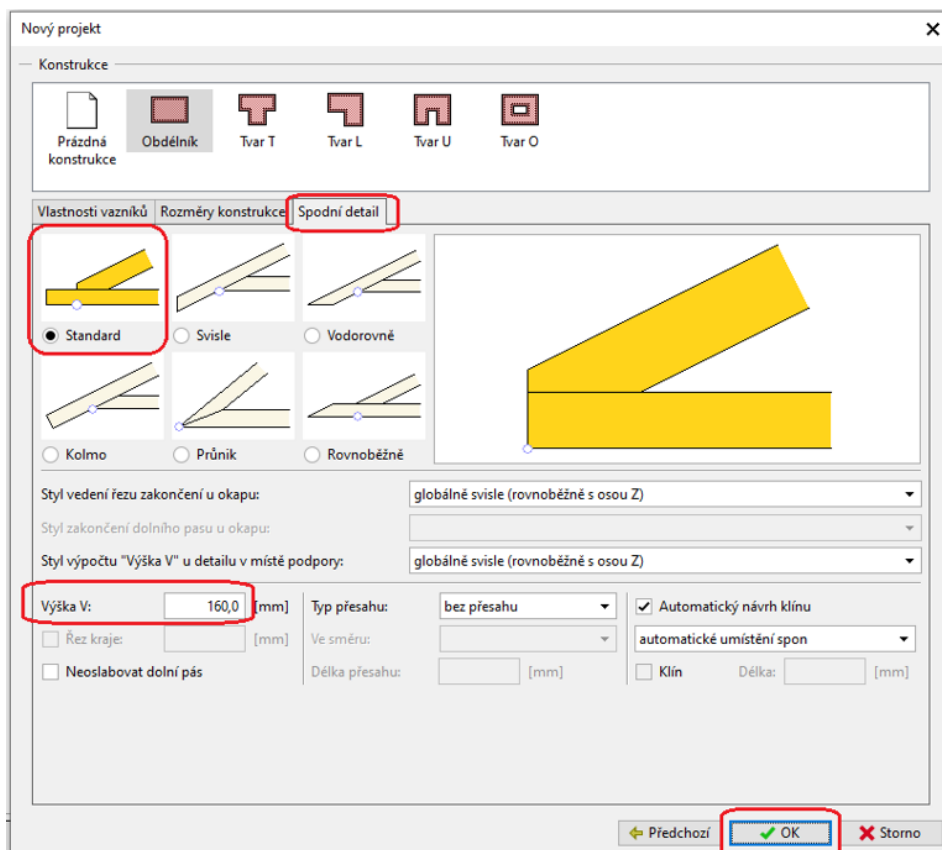 Nový projekt
Konstrukce
Prázdná konstrukce
Obdélník
Tvar T
Tvar L
Tvar U
Tvar O
Vlastnosti vazníků
Rozměry konstrukce
Spodní detail
Standard
Svisle
Vodorovně
Kolmo
Průnik
Rovnoběžně
Styl vedení řezu zakončení u okapu:
globálně svisle (rovnoběžně s osou Z)
Styl zakončení dolního pasu u okapu:
Styl výpočtu "Výška V" u detailu v místě podpory:
globálně svisle (rovnoběžně s osou Z)
Výška V: 160,0 [mm]
Typ přesahu: bez přesahu
Automatický návrh klínu
Řez kraje: [mm]
Ve směru:
automatické umístění spon
Neoslabovat dolní pás
Délka přesahu: [mm]
Klín Délka: [mm]
Předchozí
OK
Storno